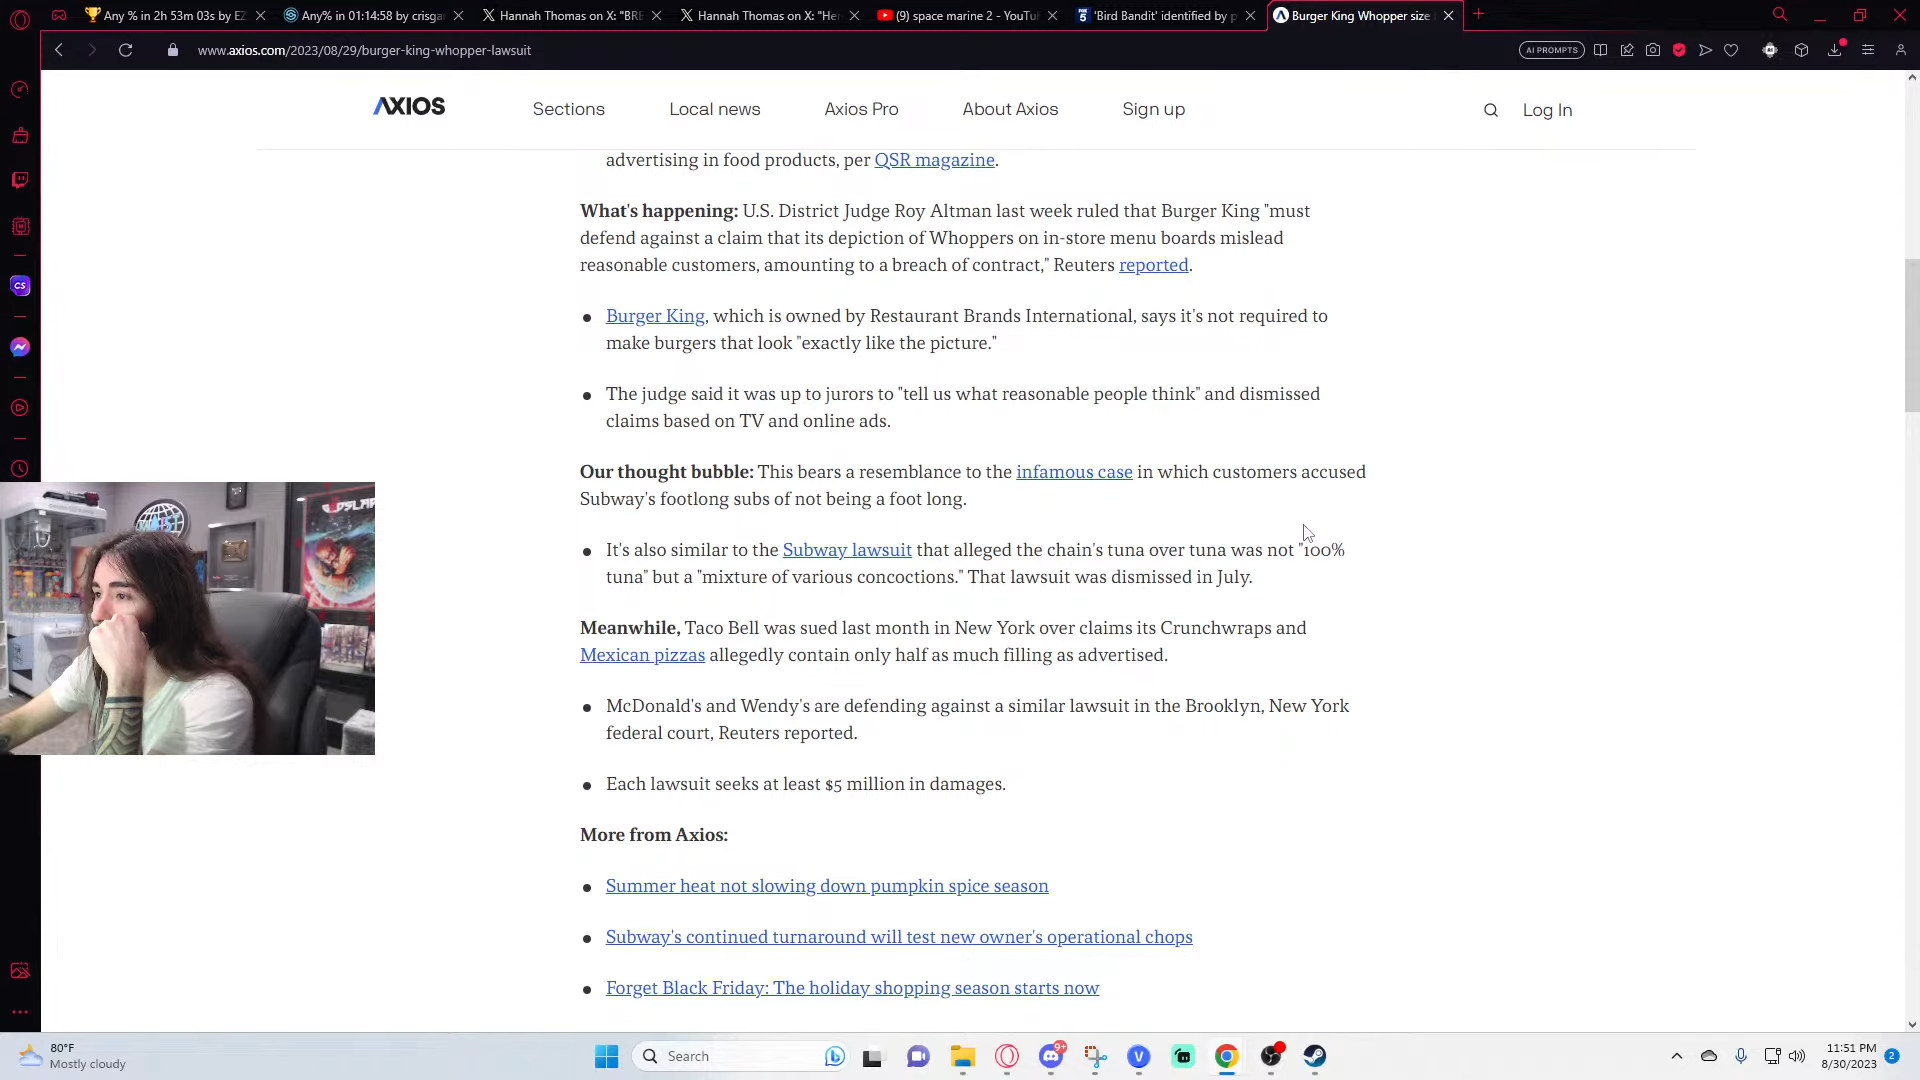 Any % in 2h 53m 03s by EZ
Any% in 01:14:58 by crisgar
Hannah Thomas on X: "BRE
Hannah Thomas on X: "Her
(9) space marine 2 - YouTu
'Bird Bandit' identified by p
Burger King Whopper size
www.axios.com/2023/08/29/burger-king-whopper-lawsuit
AI PROMPTS
AXIOS
Sections
Local news
Axios Pro
About Axios
Sign up
Log In
advertising in food products, per QSR magazine.
What's happening: U.S. District Judge Roy Altman last week ruled that Burger King "must
defend against a claim that its depiction of Whoppers on in-store menu boards mislead
reasonable customers, amounting to a breach of contract," Reuters reported.
Burger King, which is owned by Restaurant Brands International, says it's not required to
make burgers that look "exactly like the picture."
The judge said it was up to jurors to "tell us what reasonable people think" and dismissed
claims based on TV and online ads.
Our thought bubble: This bears a resemblance to the infamous case in which customers accused
Subway's footlong subs of not being a foot long.
It's also similar to the Subway lawsuit that alleged the chain's tuna over tuna was not "100%
tuna" but a "mixture of various concoctions." That lawsuit was dismissed in July.
Meanwhile, Taco Bell was sued last month in New York over claims its Crunchwraps and
Mexican pizzas allegedly contain only half as much filling as advertised.
McDonald's and Wendy's are defending against a similar lawsuit in the Brooklyn, New York
federal court, Reuters reported.
Each lawsuit seeks at least $5 million in damages.
More from Axios:
Summer heat not slowing down pumpkin spice season
Subway's continued turnaround will test new owner's operational chops
Forget Black Friday: The holiday shopping season starts now
CS
80°F
Mostly cloudy
Search
9+
11:51 PM
8/30/2023
2